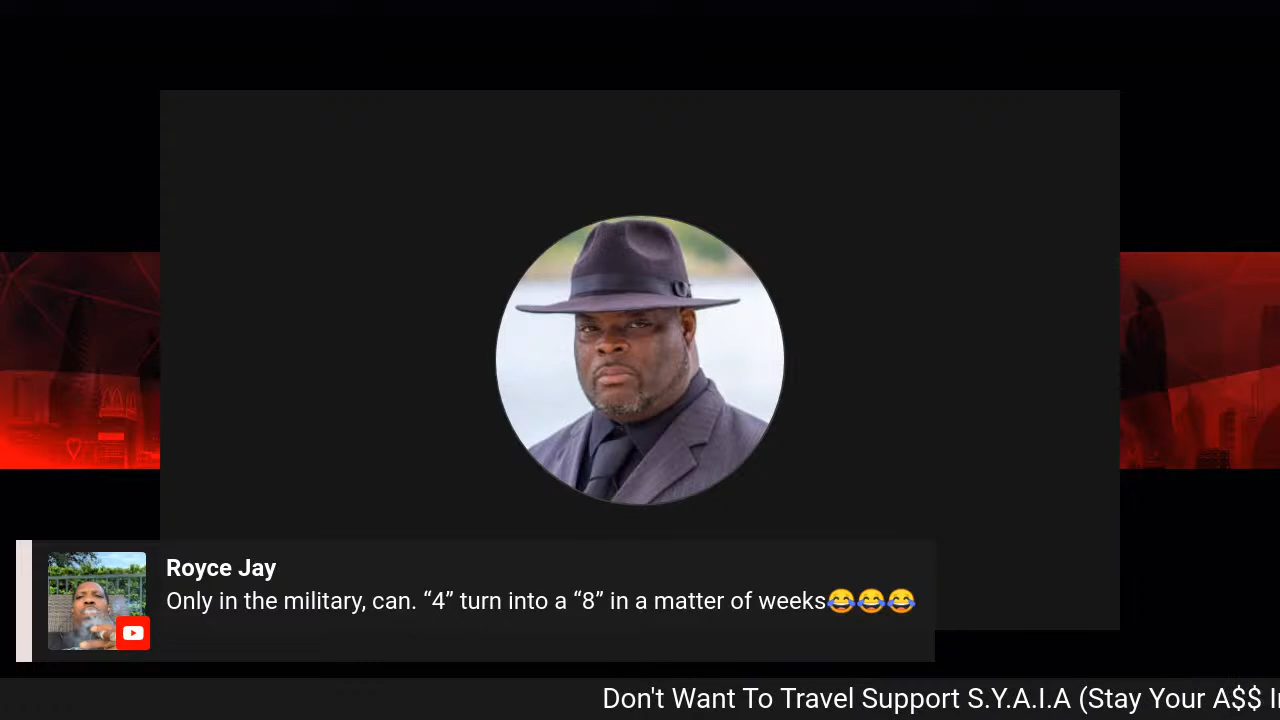 Royce Jay
Only in the military, can. “4” turn into a “8” in a matter of weeks😂😂😂
Don't Want To Travel Support S.Y.A.I.A (Stay Your A$$ I